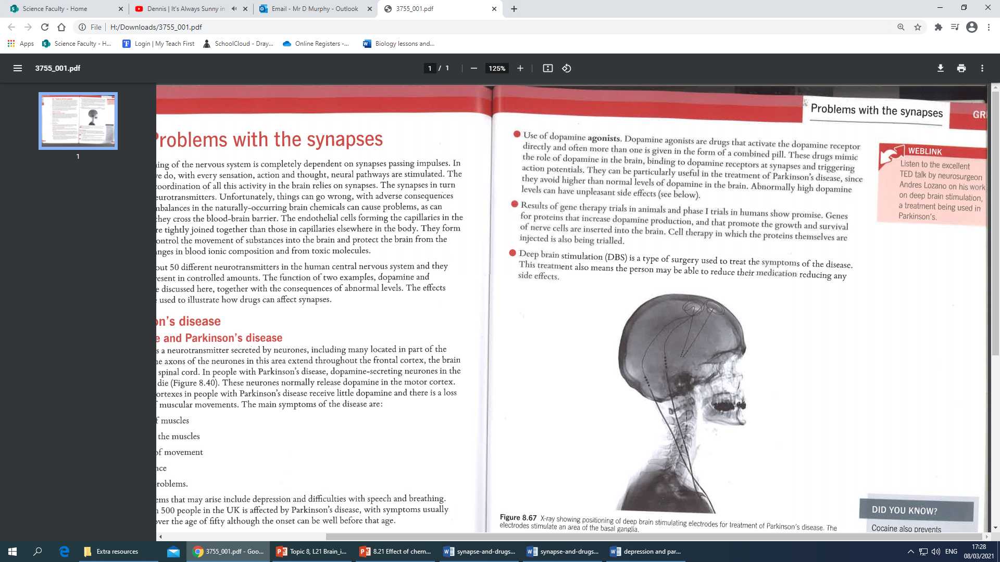 Science Faculty - Home
Dennis | It's Always Sunny in
Email - Mr D Murphy - Outlook
3755_001.pdf
File
H:/Downloads/3755_001.pdf
Apps
Science Faculty - H...
Login | My Teach First
SchoolCloud - Dray...
Online Registers -...
Biology lessons and...
3755_001.pdf
1 / 1
125%
1
Problems with the synapses
ning of the nervous system is completely dependent on synapses passing impulses. In
ve do, with every sensation, action and thought, neural pathways are stimulated. The
coordination of all this activity in the brain relies on synapses. The synapses in turn
eurotransmitters. Unfortunately, things can go wrong, with adverse consequences
mbalances in the naturally-occurring brain chemicals can cause problems, as can
they cross the blood-brain barrier. The endothelial cells forming the capillaries in the
re tightly joined together than those in capillaries elsewhere in the body. They form
ontrol the movement of substances into the brain and protect the brain from the
anges in blood ionic composition and from toxic molecules.
out 50 different neurotransmitters in the human central nervous system and they
resent in controlled amounts. The function of two examples, dopamine and
e discussed here, together with the consequences of abnormal levels. The effects
e used to illustrate how drugs can affect synapses.
on's disease
e and Parkinson's disease
s a neurotransmitter secreted by neurones, including many located in part of the
he axons of the neurones in this area extend throughout the frontal cortex, the brain
spinal cord. In people with Parkinson's disease, dopamine-secreting neurones in the
die (Figure 8.40). These neurones normally release dopamine in the motor cortex.
ortexes in people with Parkinson's disease receive little dopamine and there is a loss
f muscular movements. The main symptoms of the disease are:
f muscles
the muscles
of movement
nce
roblems.
ems that may arise include depression and difficulties with speech and breathing.
n 500 people in the UK is affected by Parkinson's disease, with symptoms usually
over the age of fifty although the onset can be well before that age.
Problems with the synapses
GR
● Use of dopamine agonists. Dopamine agonists are drugs that activate the dopamine receptor
directly and often more than one is given in the form of a combined pill. These drugs mimic
the role of dopamine in the brain, binding to dopamine receptors at synapses and triggering
action potentials. They can be particularly useful in the treatment of Parkinson's disease, since
they avoid higher than normal levels of dopamine in the brain. Abnormally high dopamine
levels can have unpleasant side effects (see below).
● Results of gene therapy trials in animals and phase I trials in humans show promise. Genes
for proteins that increase dopamine production, and that promote the growth and survival
of nerve cells are inserted into the brain. Cell therapy in which the proteins themselves are
injected is also being trialled.
● Deep brain stimulation (DBS) is a type of surgery used to treat the symptoms of the disease.
This treatment also means the person may be able to reduce their medication reducing any
side effects.
WEBLINK
Listen to the excellent
TED talk by neurosurgeon
Andres Lozano on his work
on deep brain stimulation,
a treatment being used in
Parkinson's.
Figure 8.67 X-ray showing positioning of deep brain stimulating electrodes for treatment of Parkinson's disease. The
electrodes stimulate an area of the basal ganglia.
DID YOU KNOW?
Cocaine also prevents
Extra resources
3755_001.pdf - Goo...
Topic 8, L21 Brain_i...
8.21 Effect of chem...
synapse-and-drugs...
synapse-and-drugs...
depression and par...
ENG
17:28
08/03/2021